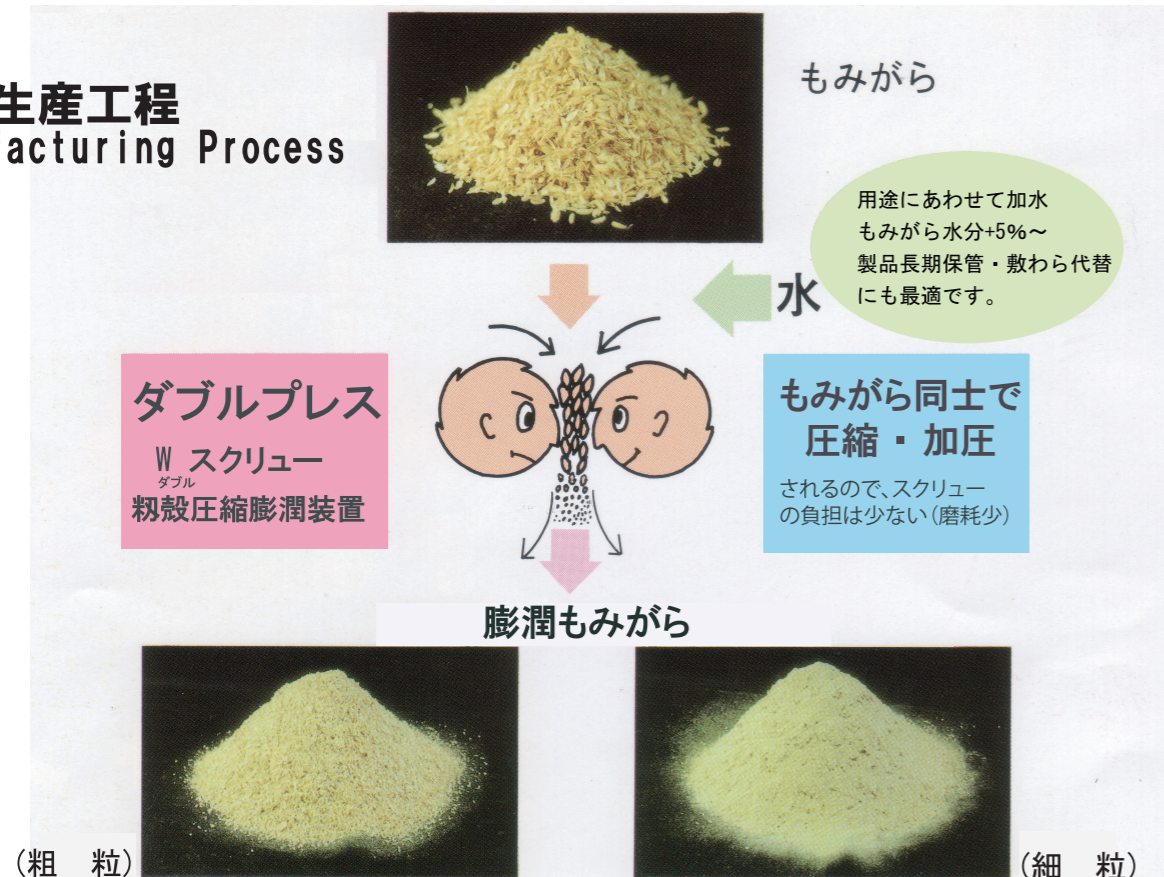 生産工程
acturing Process
もみがら
用途にあわせて加水
もみがら水分+5%～
製品長期保管・敷わら代替
にも最適です。
水
ダブルプレス
W スクリュー
ダブル
籾殻圧縮膨潤装置
もみがら同士で
圧縮・加圧
されるので、スクリュー
の負担は少ない(磨耗少)
膨潤もみがら
(粗　粒)
(細　粒)